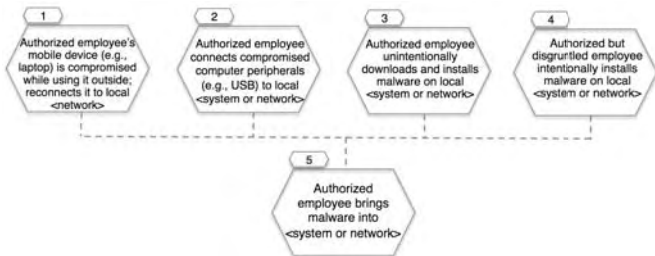 1
Authorized employee's
mobile device (e.g.,
laptop) is compromised
while using it outside;
reconnects it to local
<network>
2
Authorized employee
connects compromised
computer peripherals
(e.g., USB) to local
<system or network>
3
Authorized employee
unintentionally
downloads and installs
malware on local
<system or network>
4
Authorized but
disgruntled employee
intentionally installs
malware on local
<system or network>
5
Authorized
employee brings
malware into
<system or network>